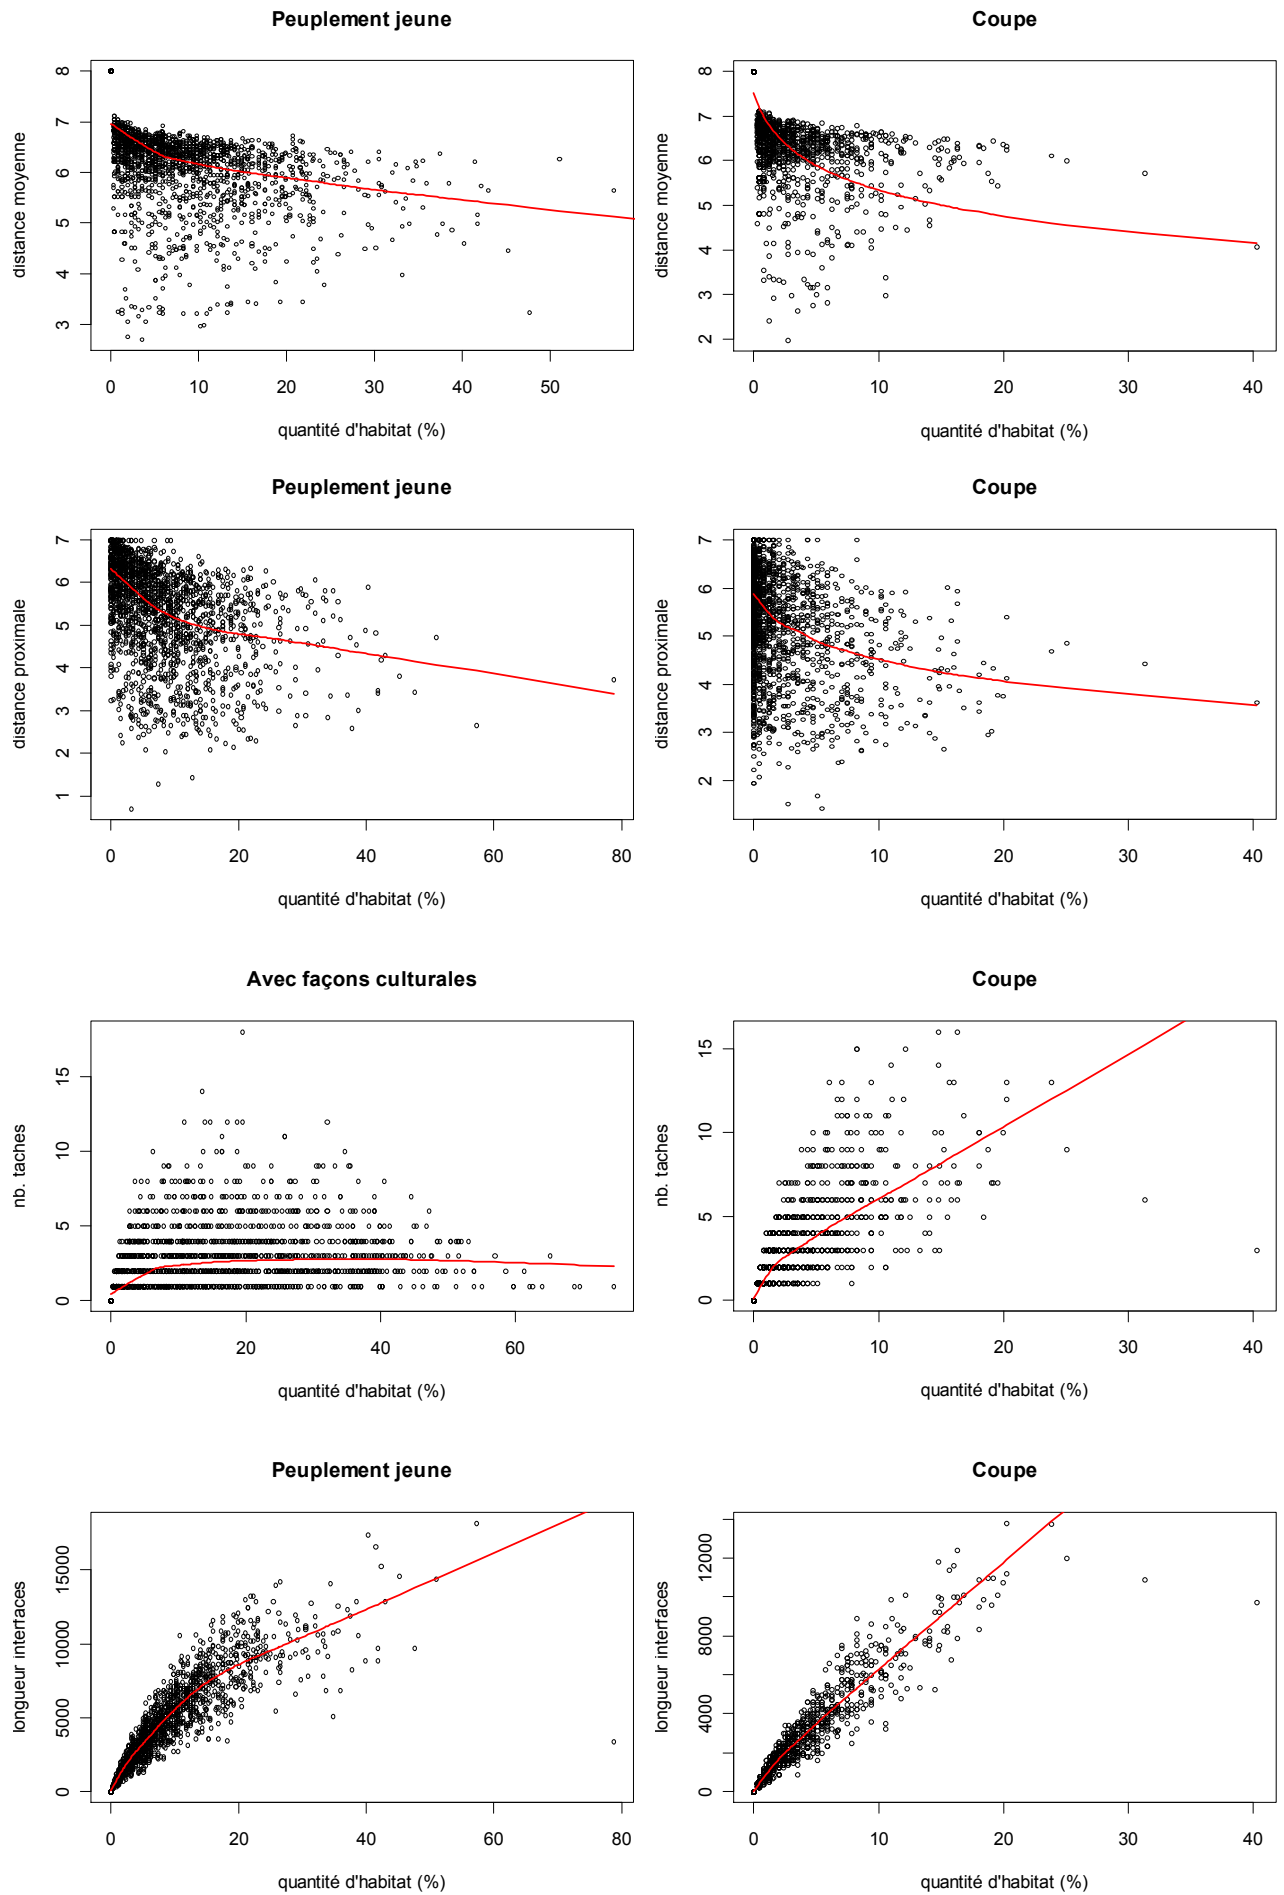 Peuplement jeune
distance moyenne
8
7
6
5
4
3
0 10 20 30 40 50
quantité d'habitat (%)
Coupe
distance moyenne
8
7
6
5
4
3
2
0 10 20 30 40
quantité d'habitat (%)
Peuplement jeune
distance proximale
7
6
5
4
3
2
1
0 20 40 60 80
quantité d'habitat (%)
Coupe
distance proximale
7
6
5
4
3
2
0 10 20 30 40
quantité d'habitat (%)
Avec façons culturales
nb. taches
15
10
5
0
0 20 40 60
quantité d'habitat (%)
Coupe
nb. taches
15
10
5
0
0 10 20 30 40
quantité d'habitat (%)
Peuplement jeune
longueur interfaces
15000
10000
5000
0
0 20 40 60 80
quantité d'habitat (%)
Coupe
longueur interfaces
12000
8000
4000
0
0 10 20 30 40
quantité d'habitat (%)